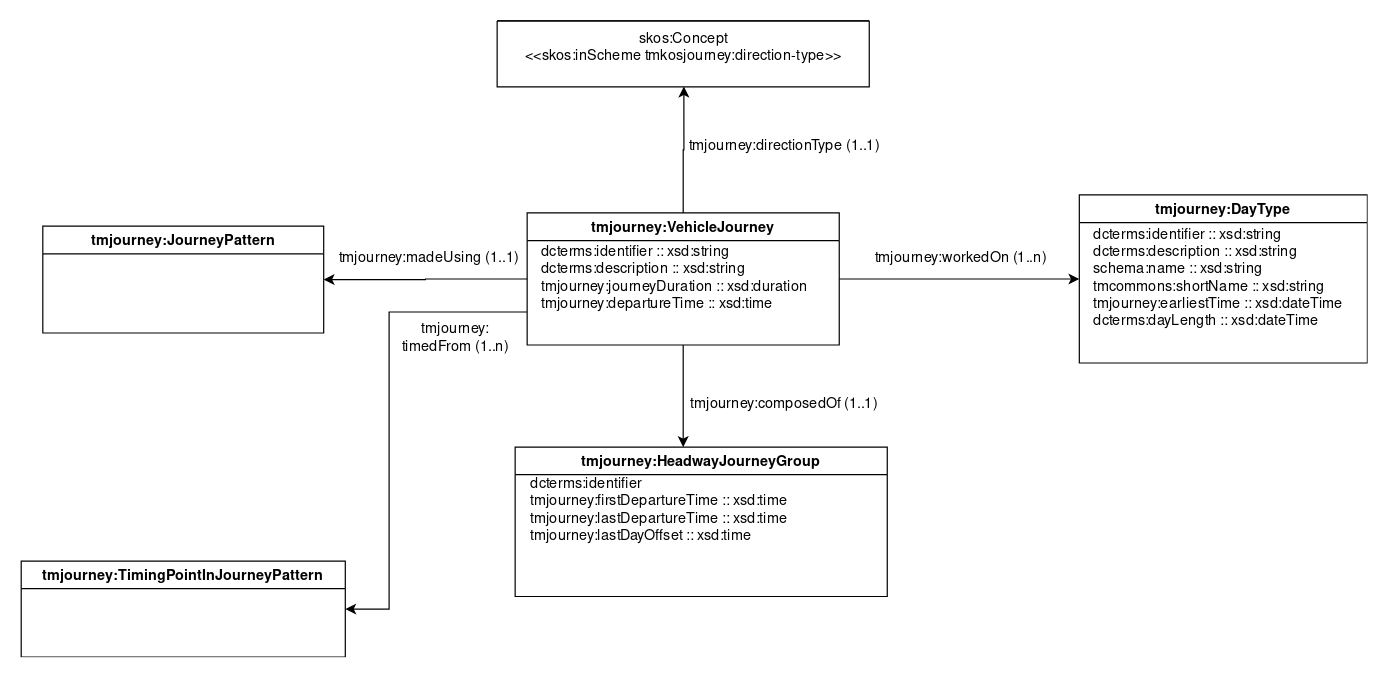 skos:Concept
<<skos:inScheme tmkosjourney:direction-type>>
tmjourney:directionType (1..1)
tmjourney:JourneyPattern
tmjourney:madeUsing (1..1)
tmjourney:VehicleJourney
dcterms:identifier :: xsd:string
dcterms:description :: xsd:string
tmjourney:journeyDuration :: xsd:duration
tmjourney:departureTime :: xsd:time
tmjourney:workedOn (1..n)
tmjourney:DayType
dcterms:identifier :: xsd:string
dcterms:description :: xsd:string
schema:name :: xsd:string
tmcommons:shortName :: xsd:string
tmjourney:earliestTime :: xsd:dateTime
dcterms:dayLength :: xsd:dateTime
tmjourney:
timedFrom (1..n)
tmjourney:composedOf (1..1)
tmjourney:HeadwayJourneyGroup
dcterms:identifier
tmjourney:firstDepartureTime :: xsd:time
tmjourney:lastDepartureTime :: xsd:time
tmjourney:lastDayOffset :: xsd:time
tmjourney:TimingPointInJourneyPattern